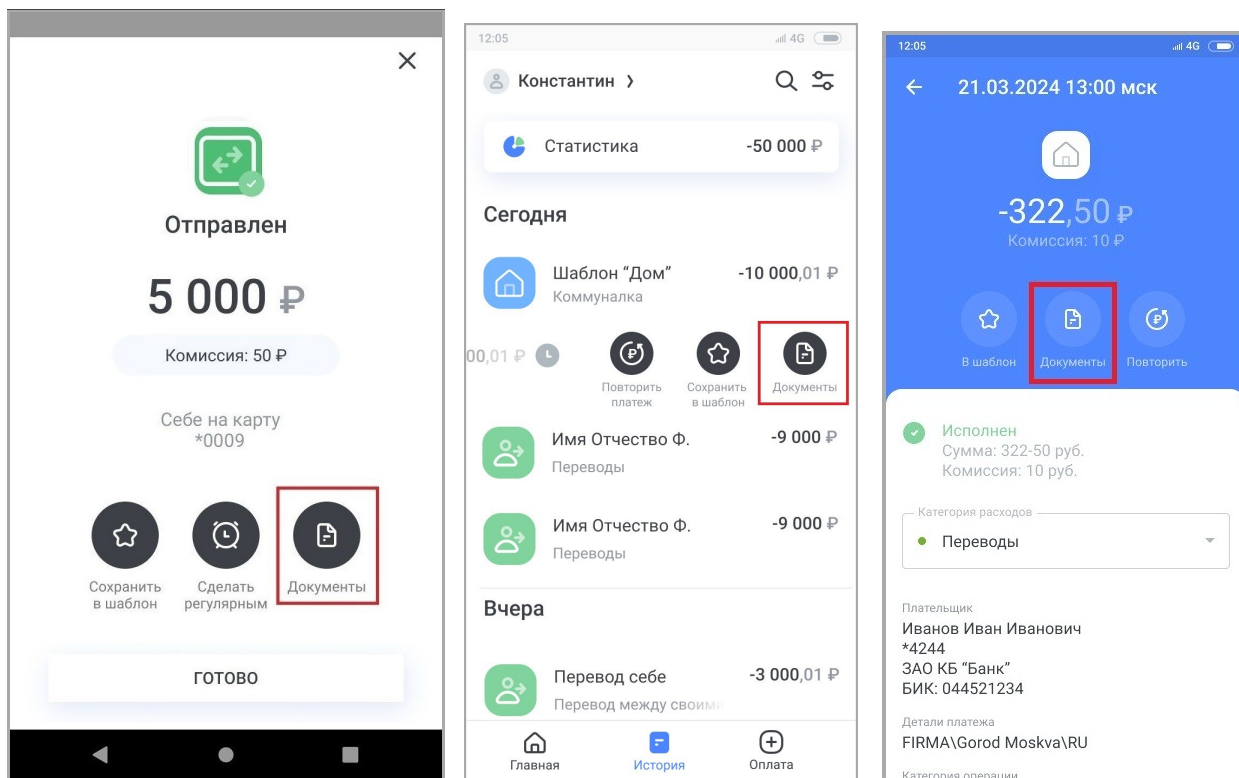 Отправлен
5 000 ₽
Комиссия: 50 ₽
Себе на карту
*0009
Сохранить
в шаблон
Сделать
регулярным
Документы
ГОТОВО
12:05
4G
Константин
Статистика
-50 000 ₽
Сегодня
Шаблон “Дом”
-10 000,01 ₽
Коммуналка
00,01 ₽
Повторить
платеж
Сохранить
в шаблон
Документы
Имя Отчество Ф.
-9 000 ₽
Переводы
Имя Отчество Ф.
-9 000 ₽
Переводы
Вчера
Перевод себе
-3 000,01 ₽
Перевод между своими
Главная
История
Оплата
12:05
4G
21.03.2024 13:00 мск
-322,50 ₽
Комиссия: 10 ₽
В шаблон
Документы
Повторить
Исполнен
Сумма: 322-50 руб.
Комиссия: 10 руб.
Категория расходов
Переводы
Плательщик
Иванов Иван Иванович
*4244
ЗАО КБ “Банк”
БИК: 044521234
Детали платежа
FIRMA\Gorod Moskva\RU
Категория операции